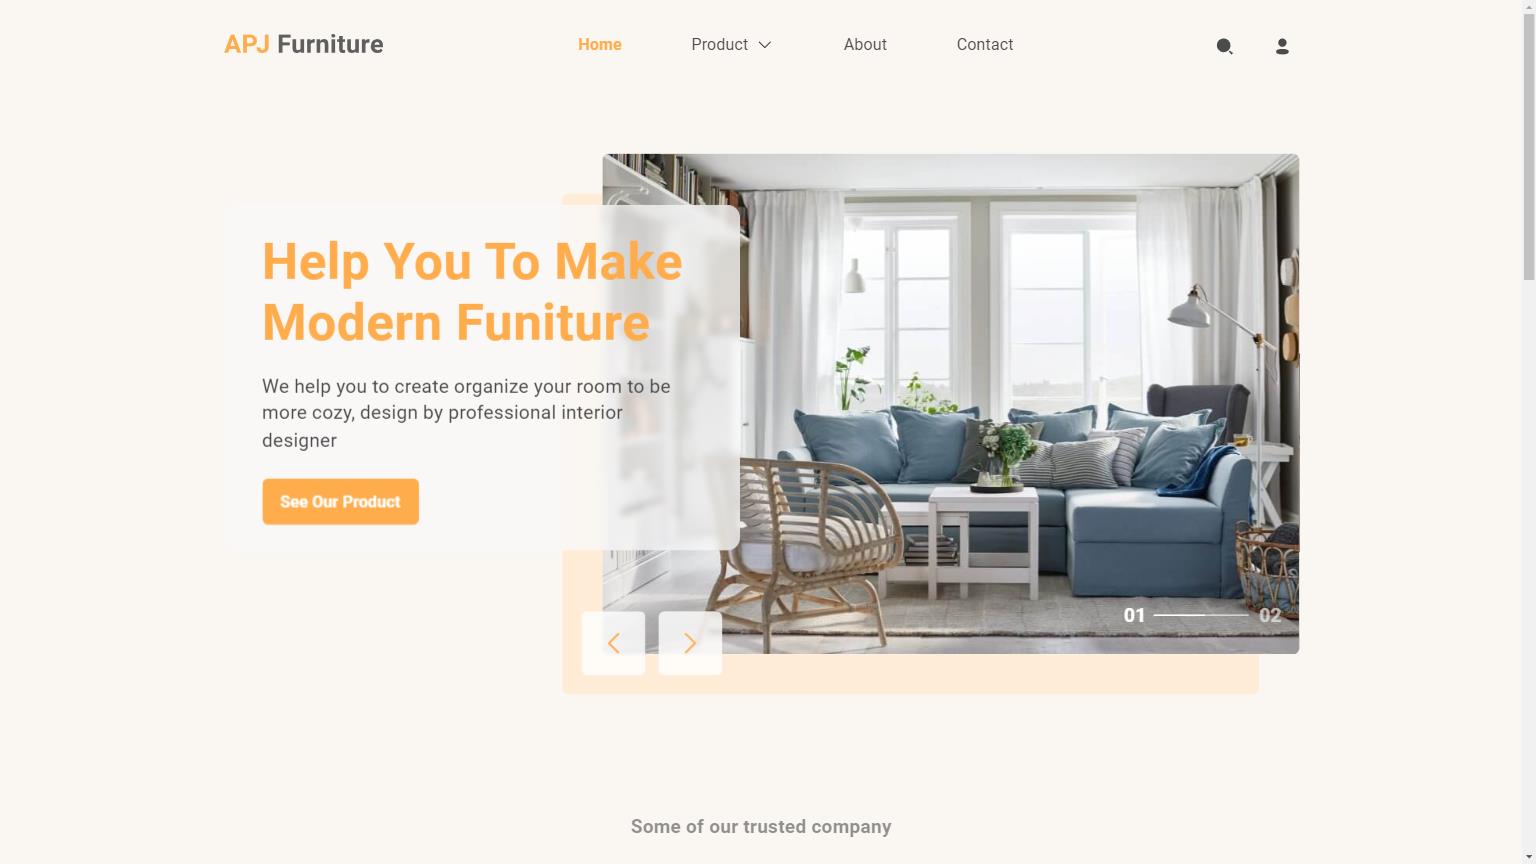 APJ Furniture
Home
Product
About
Contact
Help You To Make
Modern Funiture
We help you to create organize your room to be
more cozy, design by professional interior
designer
See Our Product
01
02
Some of our trusted company